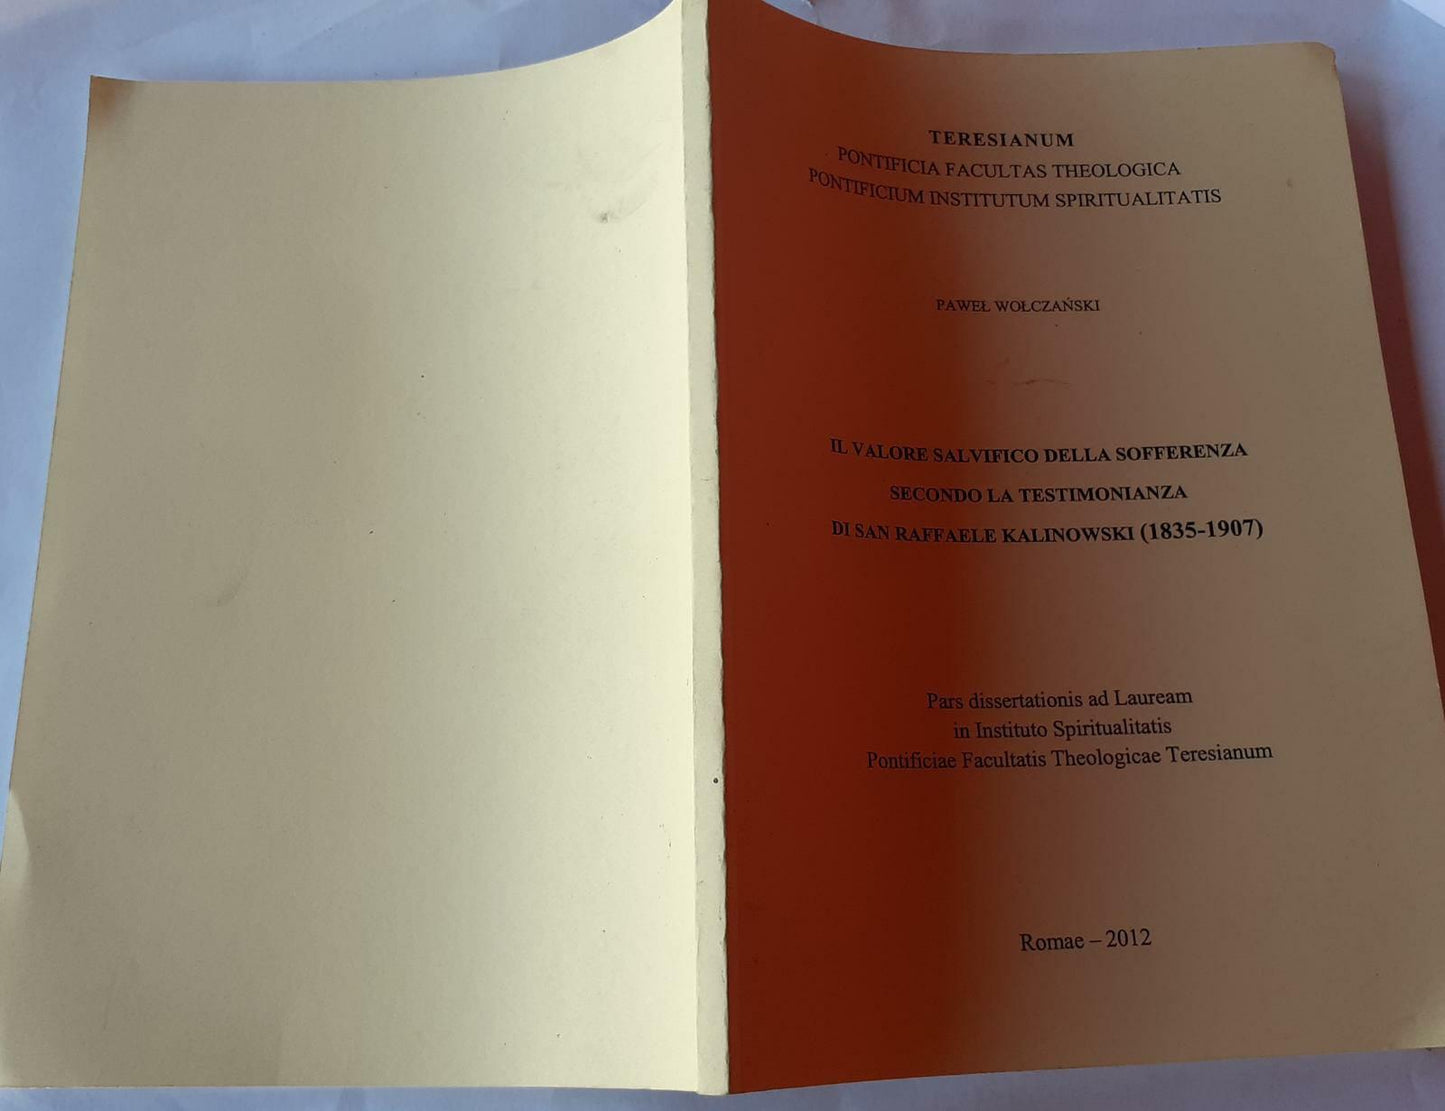 TERESIANUM
PONTIFICIA FACULTAS THEOLOGICA
PONTIFICIUM INSTITUTUM SPIRITUALITATIS
PAWEŁ WOŁCZAŃSKI
IL VALORE SALVIFICO DELLA SOFFERENZA
SECONDO LA TESTIMONIANZA
DI SAN RAFFAELE KALINOWSKI (1835-1907)
Pars dissertationis ad Lauream
in Instituto Spiritualitatis
Pontificiae Facultatis Theologicae Teresianum
Romae – 2012